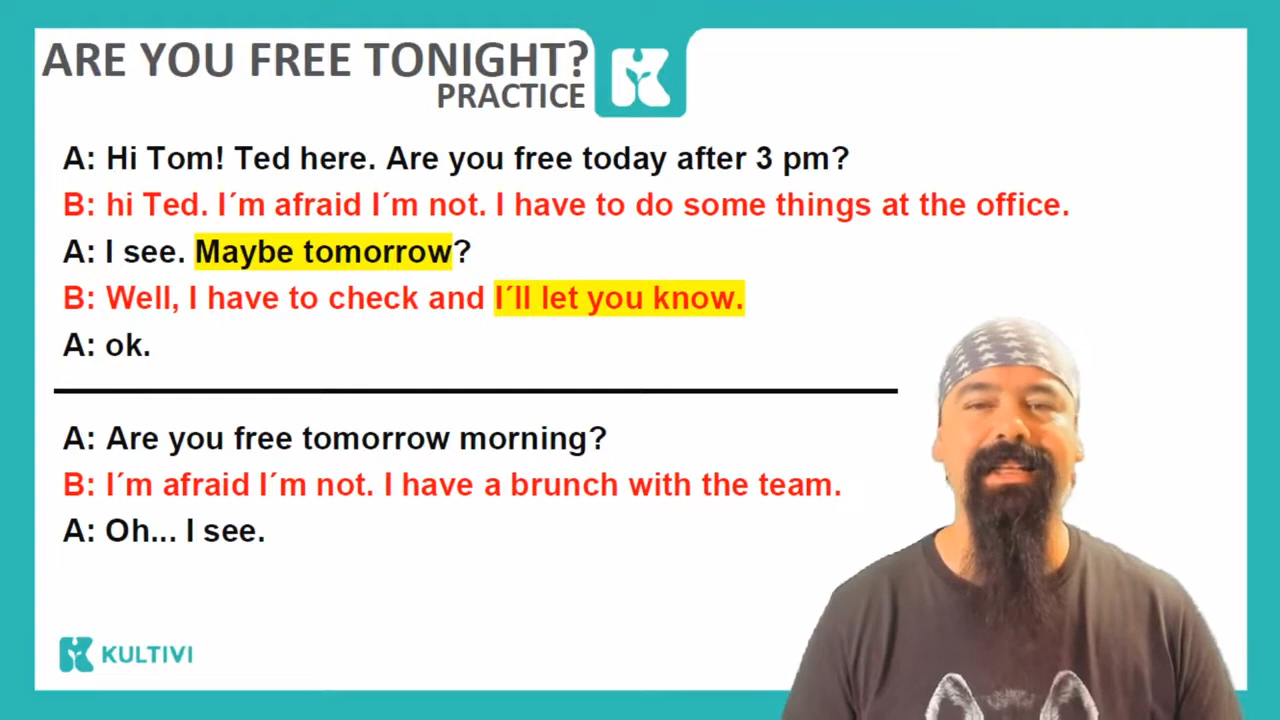 ARE YOU FREE TONIGHT?
PRACTICE
A: Hi Tom! Ted here. Are you free today after 3 pm?
B: hi Ted. I´m afraid I´m not. I have to do some things at the office.
A: I see. Maybe tomorrow?
B: Well, I have to check and I´ll let you know.
A: ok.
A: Are you free tomorrow morning?
B: I´m afraid I´m not. I have a brunch with the team.
A: Oh... I see.
KULTIVI